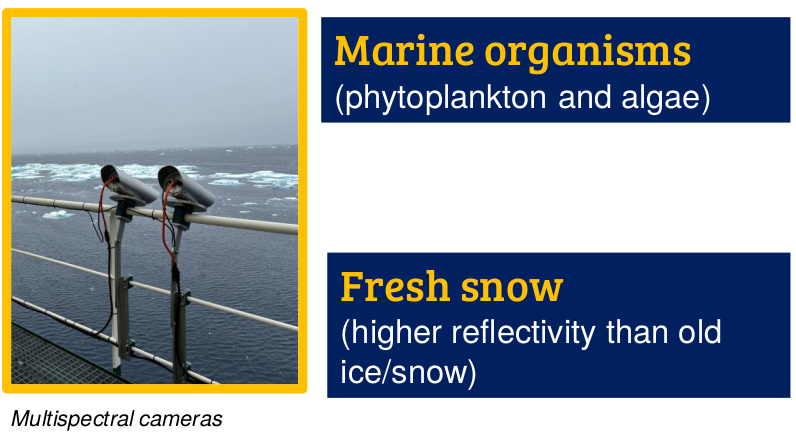 Marine organisms
(phytoplankton and algae)
Fresh snow
(higher reflectivity than old
ice/snow)
Multispectral cameras